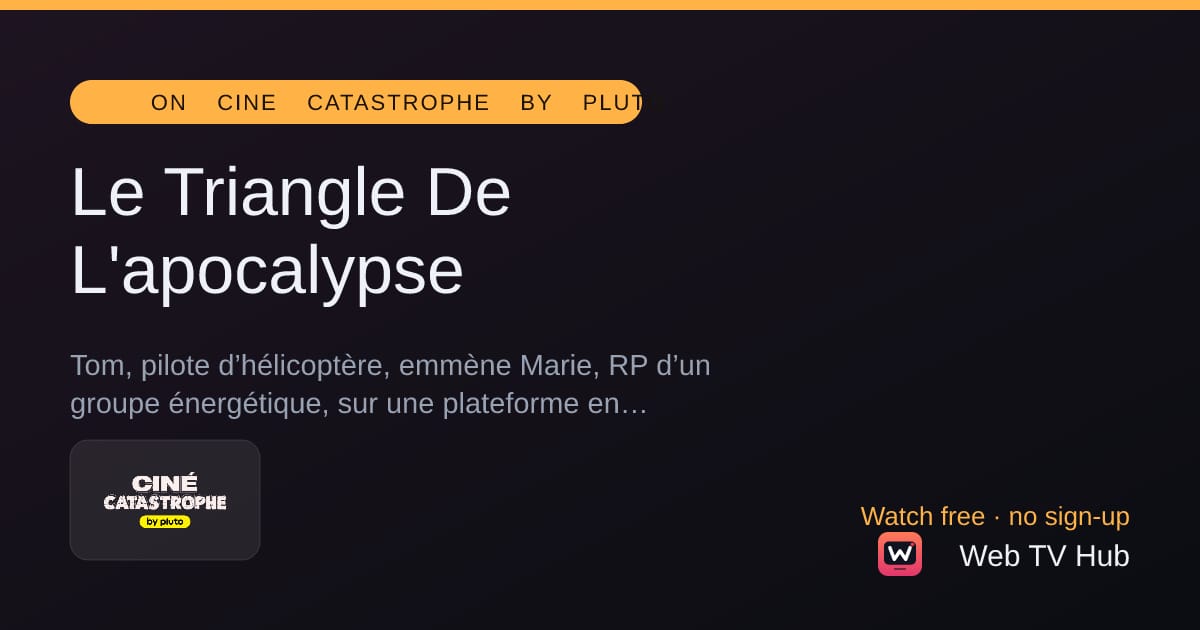 ON CINE CATASTROPHE BY PLUT
Le Triangle De
L'apocalypse
Tom, pilote d’hélicoptère, emmène Marie, RP d’un
groupe énergétique, sur une plateforme en…
CINÉ
CATASTROPHE
by pluto
Watch free · no sign-up
W
Web TV Hub